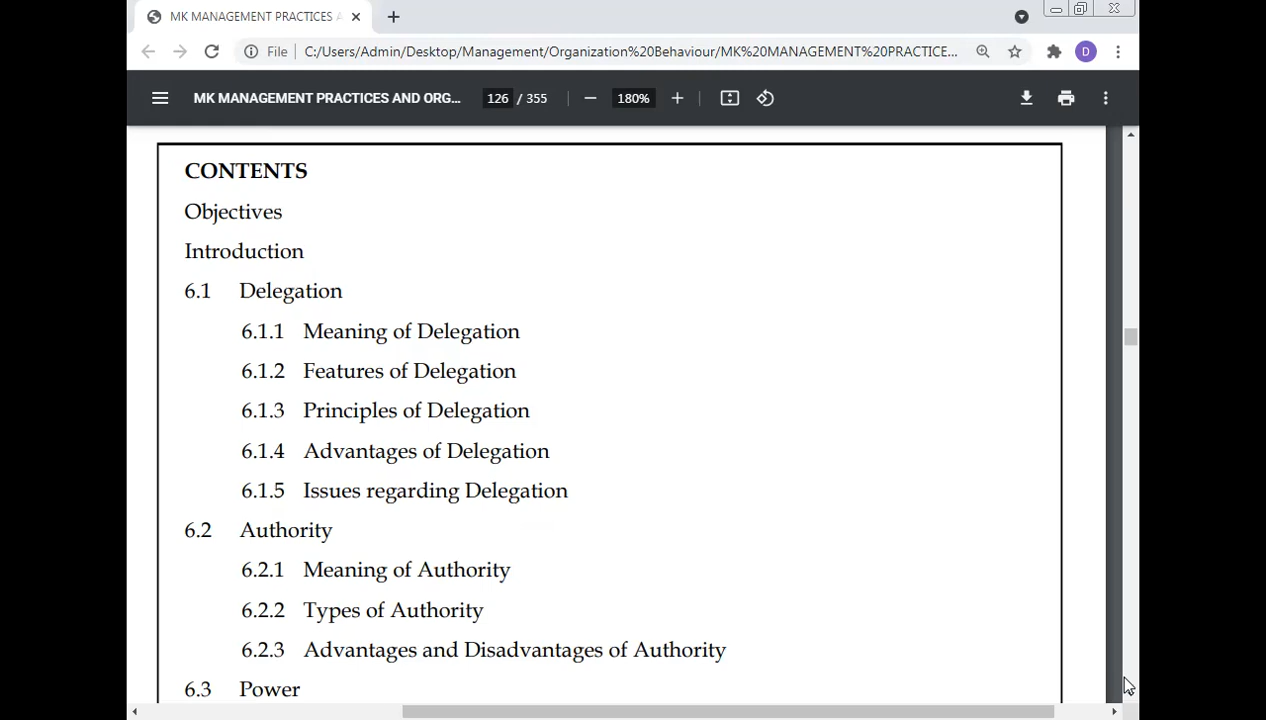 MK MANAGEMENT PRACTICES A
File C:/Users/Admin/Desktop/Management/Organization%20Behaviour/MK%20MANAGEMENT%20PRACTICE... D
MK MANAGEMENT PRACTICES AND ORG... 126 / 355 180%
CONTENTS
Objectives
Introduction
6.1 Delegation
6.1.1 Meaning of Delegation
6.1.2 Features of Delegation
6.1.3 Principles of Delegation
6.1.4 Advantages of Delegation
6.1.5 Issues regarding Delegation
6.2 Authority
6.2.1 Meaning of Authority
6.2.2 Types of Authority
6.2.3 Advantages and Disadvantages of Authority
6.3 Power